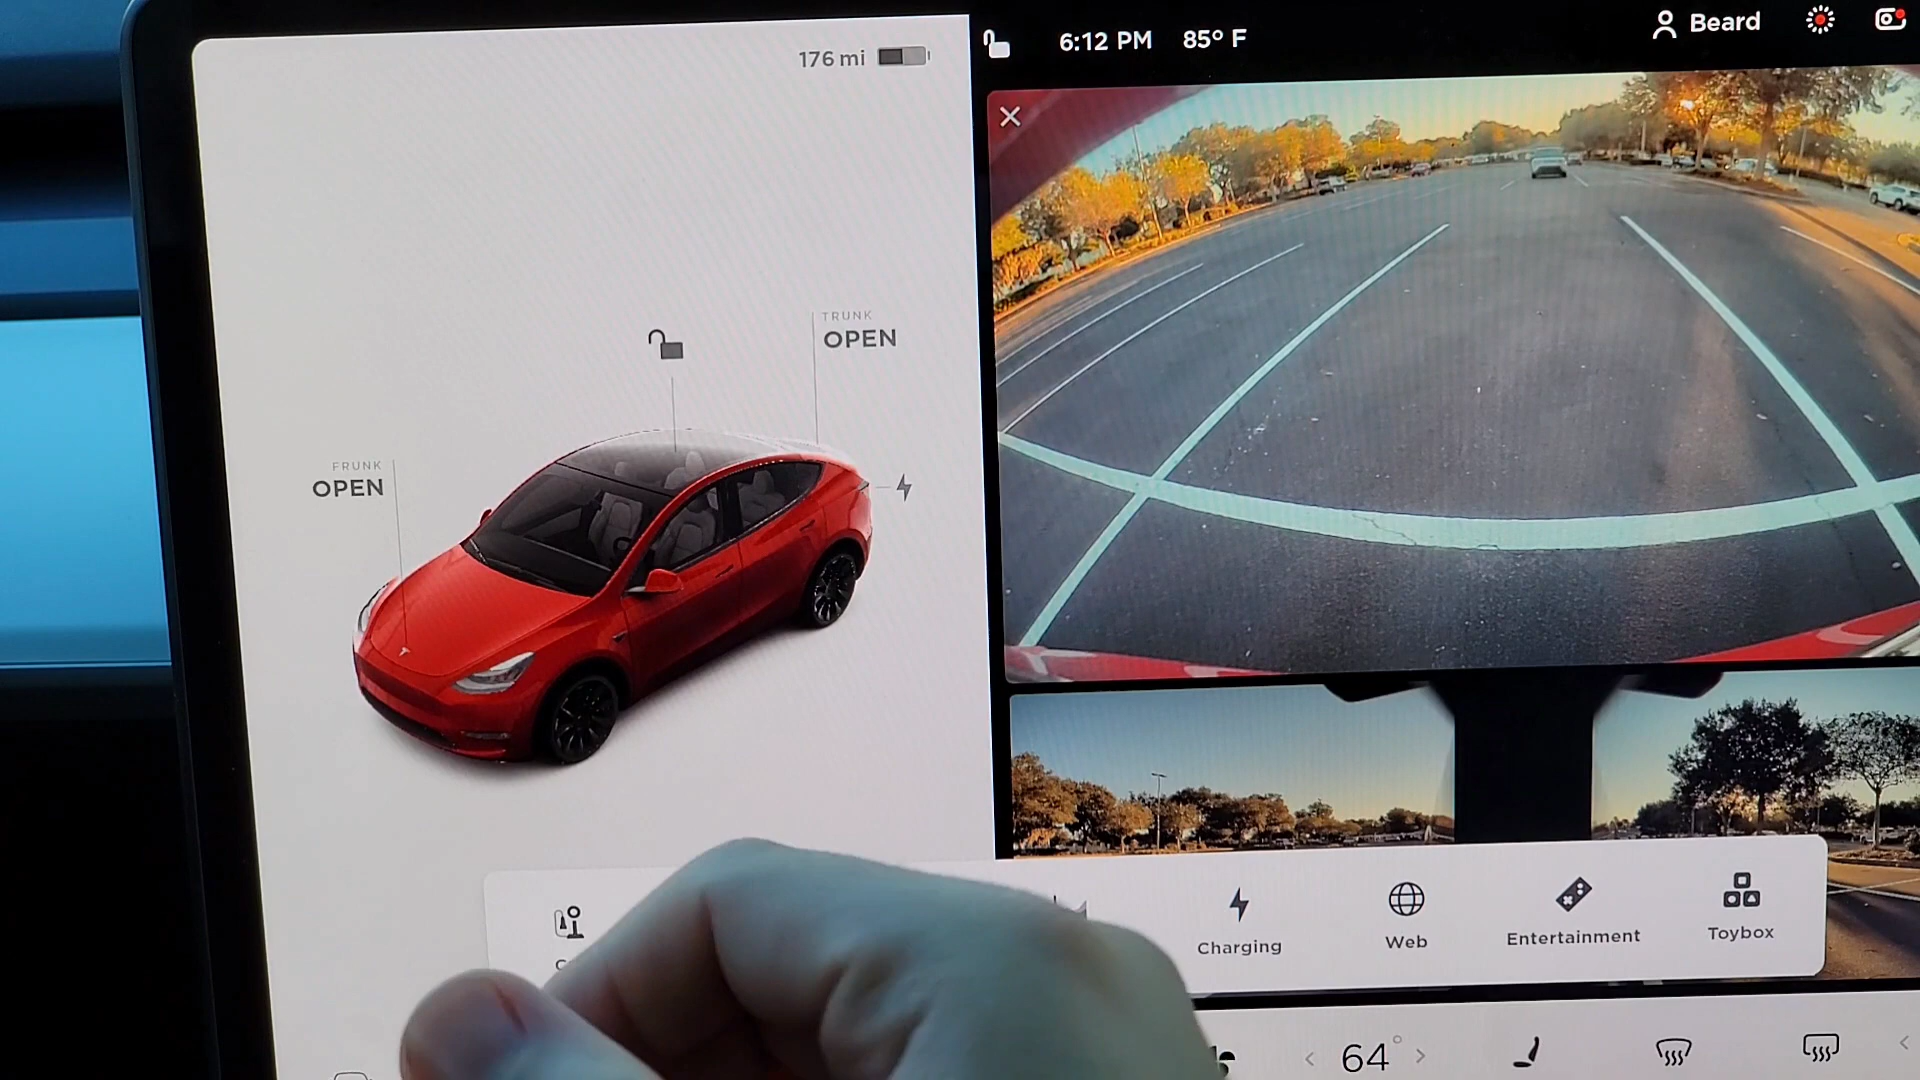 176 mi
6:12 PM 85° F
Beard
TRUNK
OPEN
FRUNK
OPEN
Charging
Web
Entertainment
Toybox
64°